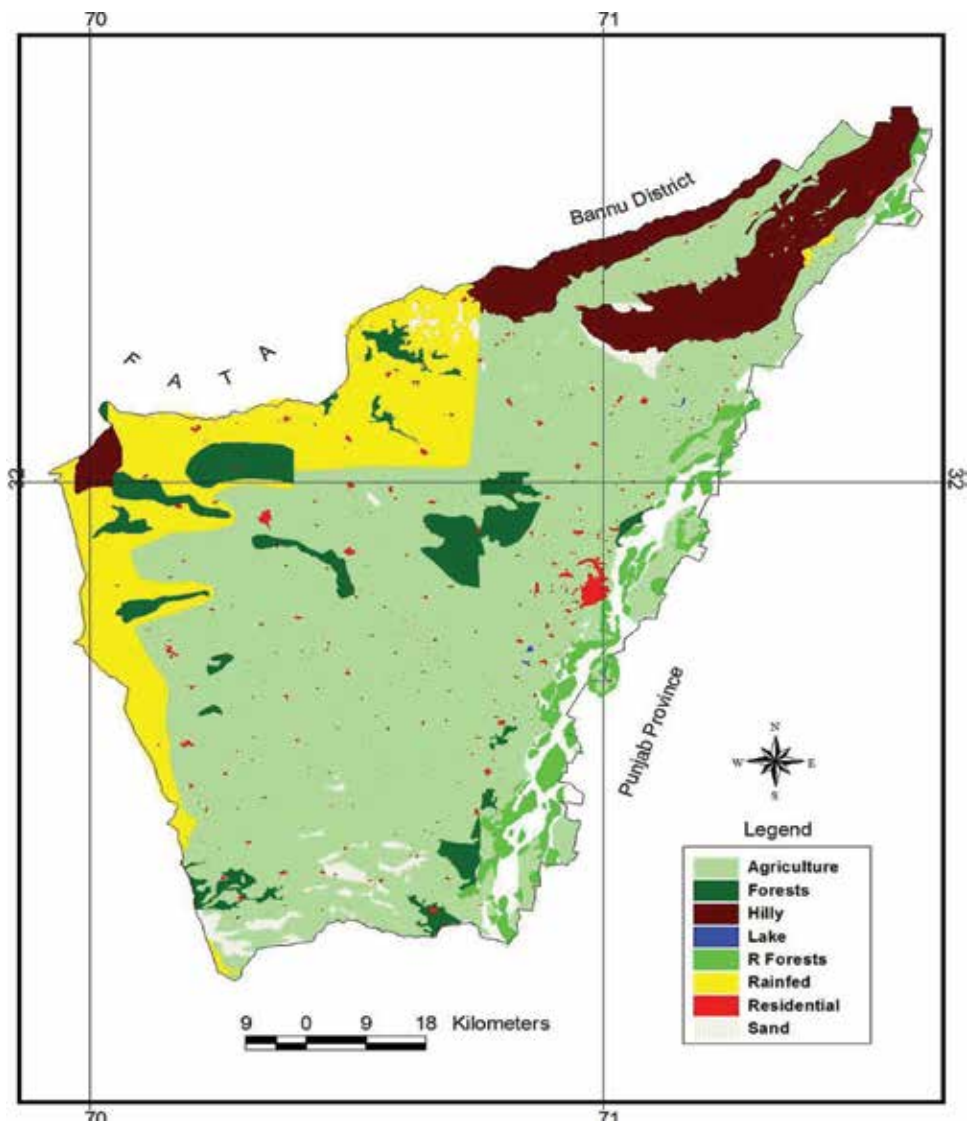 70 71
Bannu District
F A T A
32 32
Punjab Province
N
W E
S
Legend
Agriculture
Forests
Hilly
Lake
R Forests
Rainfed
Residential
Sand
9 0 9 18 Kilometers
70 71